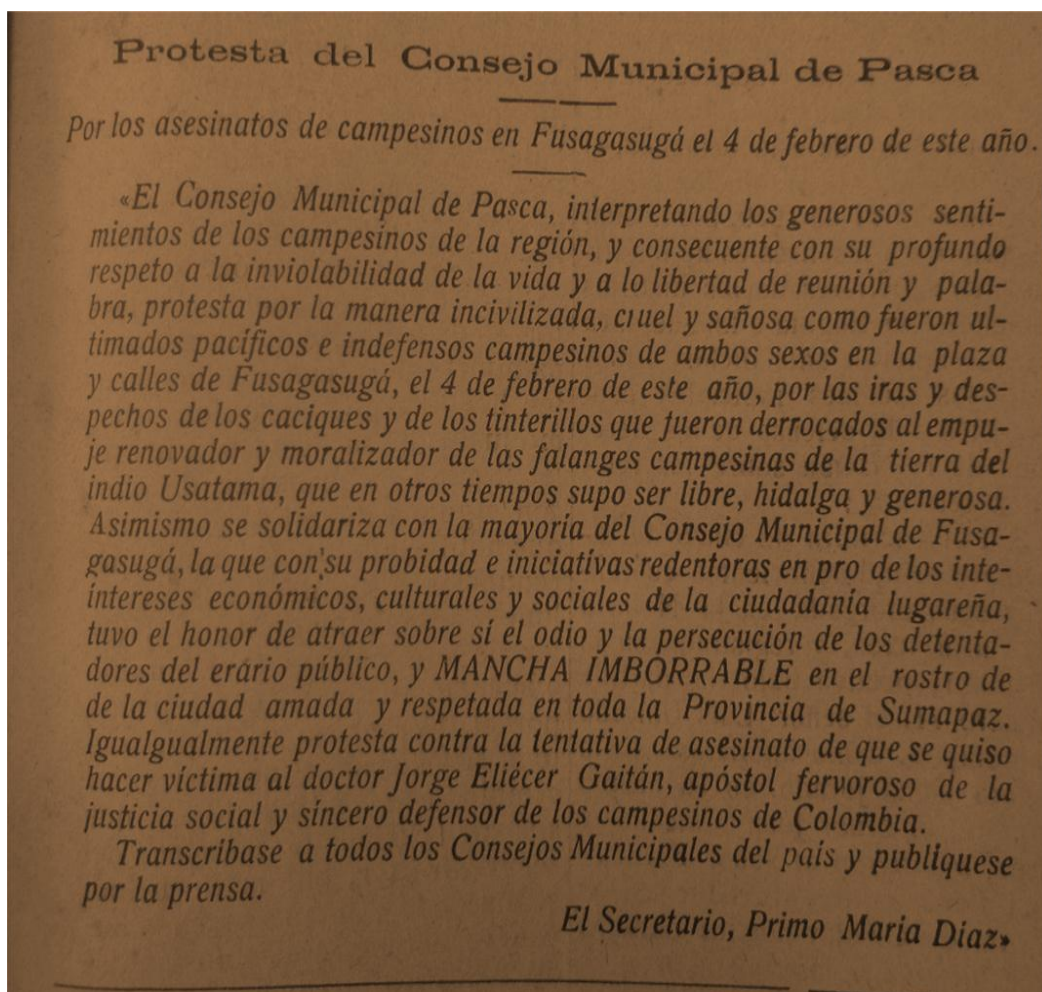 Protesta del Consejo Municipal de Pasca
Por los asesinatos de campesinos en Fusagasugá el 4 de febrero de este año.
«El Consejo Municipal de Pasca, interpretando los generosos senti-
mientos de los campesinos de la región, y consecuente con su profundo
respeto a la inviolabilidad de la vida y a lo libertad de reunión y pala-
bra, protesta por la manera incivilizada, cruel y sañosa como fueron ul-
timados pacíficos e indefensos campesinos de ambos sexos en la plaza
y calles de Fusagasugá, el 4 de febrero de este año, por las iras y des-
pechos de los caciques y de los tinterillos que fueron derrocados al empu-
je renovador y moralizador de las falanges campesinas de la tierra del
indio Usatama, que en otros tiempos supo ser libre, hidalga y generosa.
Asimismo se solidariza con la mayoría del Consejo Municipal de Fusa-
gasugá, la que con su probidad e iniciativas redentoras en pro de los inte-
intereses económicos, culturales y sociales de la ciudadanía lugareña,
tuvo el honor de atraer sobre sí el odio y la persecución de los detenta-
dores del erario público, y MANCHA IMBORRABLE en el rostro de
de la ciudad amada y respetada en toda la Provincia de Sumapaz.
Igualgualmente protesta contra la tentativa de asesinato de que se quiso
hacer víctima al doctor Jorge Eliécer Gaitán, apóstol fervoroso de la
justicia social y síncero defensor de los campesinos de Colombia.
Transcríbase a todos los Consejos Municipales del país y publíquese
por la prensa.
El Secretario, Primo Maria Díaz»